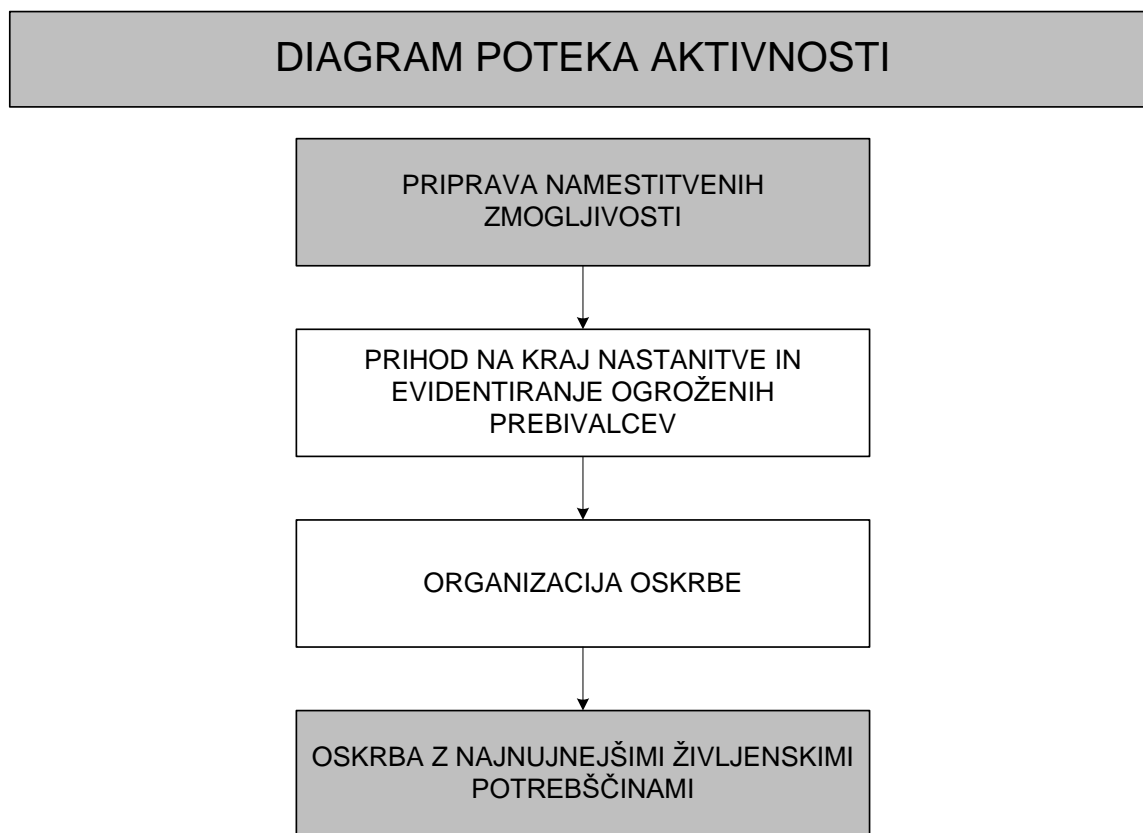 DIAGRAM POTEKA AKTIVNOSTI
PRIPRAVA NAMESTITVENIH
ZMOGLJIVOSTI
PRIHOD NA KRAJ NASTANITVE IN
EVIDENTIRANJE OGROŽENIH
PREBIVALCEV
ORGANIZACIJA OSKRBE
OSKRBA Z NAJNUJNEJŠIMI ŽIVLJENSKIMI
POTREBŠČINAMI